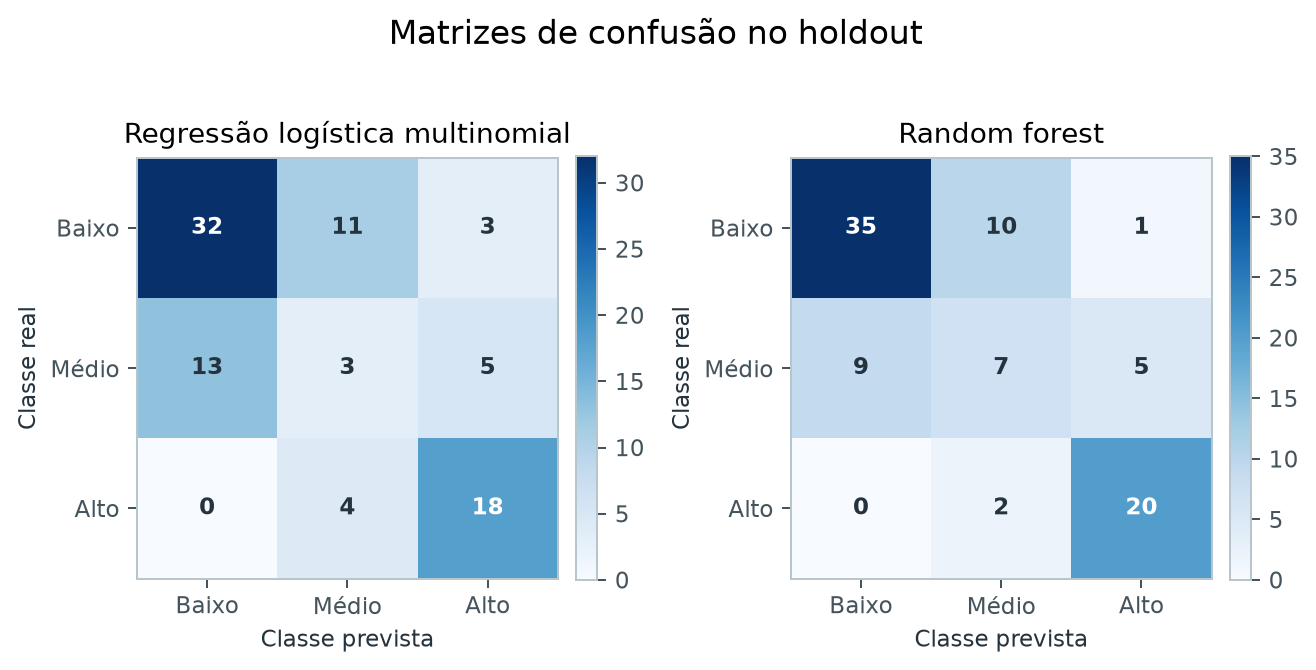 Matrizes de confusão no holdout
Regressão logística multinomial
Classe real
Baixo 32 11 3
Médio 13 3 5
Alto 0 4 18
Baixo Médio Alto
Classe prevista
30
25
20
15
10
5
0
Random forest
Classe real
Baixo 35 10 1
Médio 9 7 5
Alto 0 2 20
Baixo Médio Alto
Classe prevista
35
30
25
20
15
10
5
0